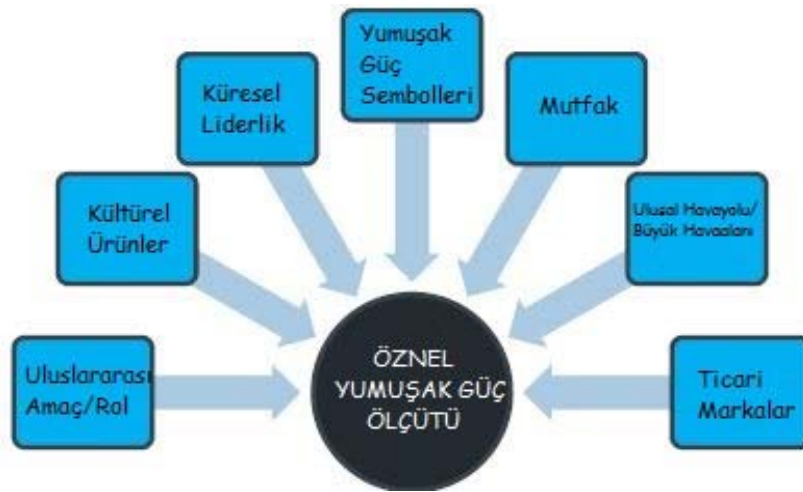 Yumuşak
Güç
Sembolleri
Küresel
Liderlik
Mutfak
Kültürel
Ürünler
Ulusal Havayolu/
Büyük Havaalanı
Uluslararası
Amaç/Rol
ÖZNEL
YUMUŞAK GÜÇ
ÖLÇÜTÜ
Ticari
Markalar